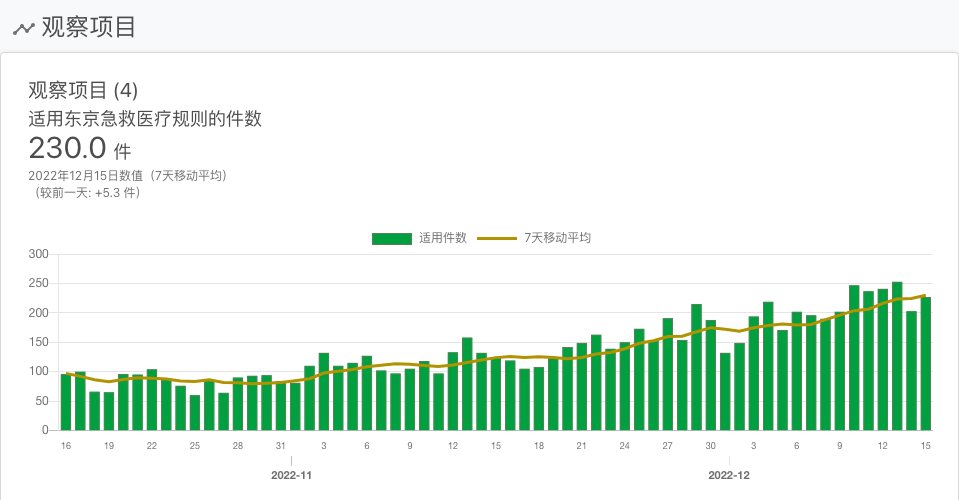 观察项目
观察项目 (4)
适用东京急救医疗规则的件数
230.0 件
2022年12月15日数值（7天移动平均）
（较前一天: +5.3 件）
适用件数 7天移动平均
300
250
200
150
100
50
0
16 19 22 25 28 31 3 6 9 12 15 18 21 24 27 30 3 6 9 12 15
2022-11 2022-12